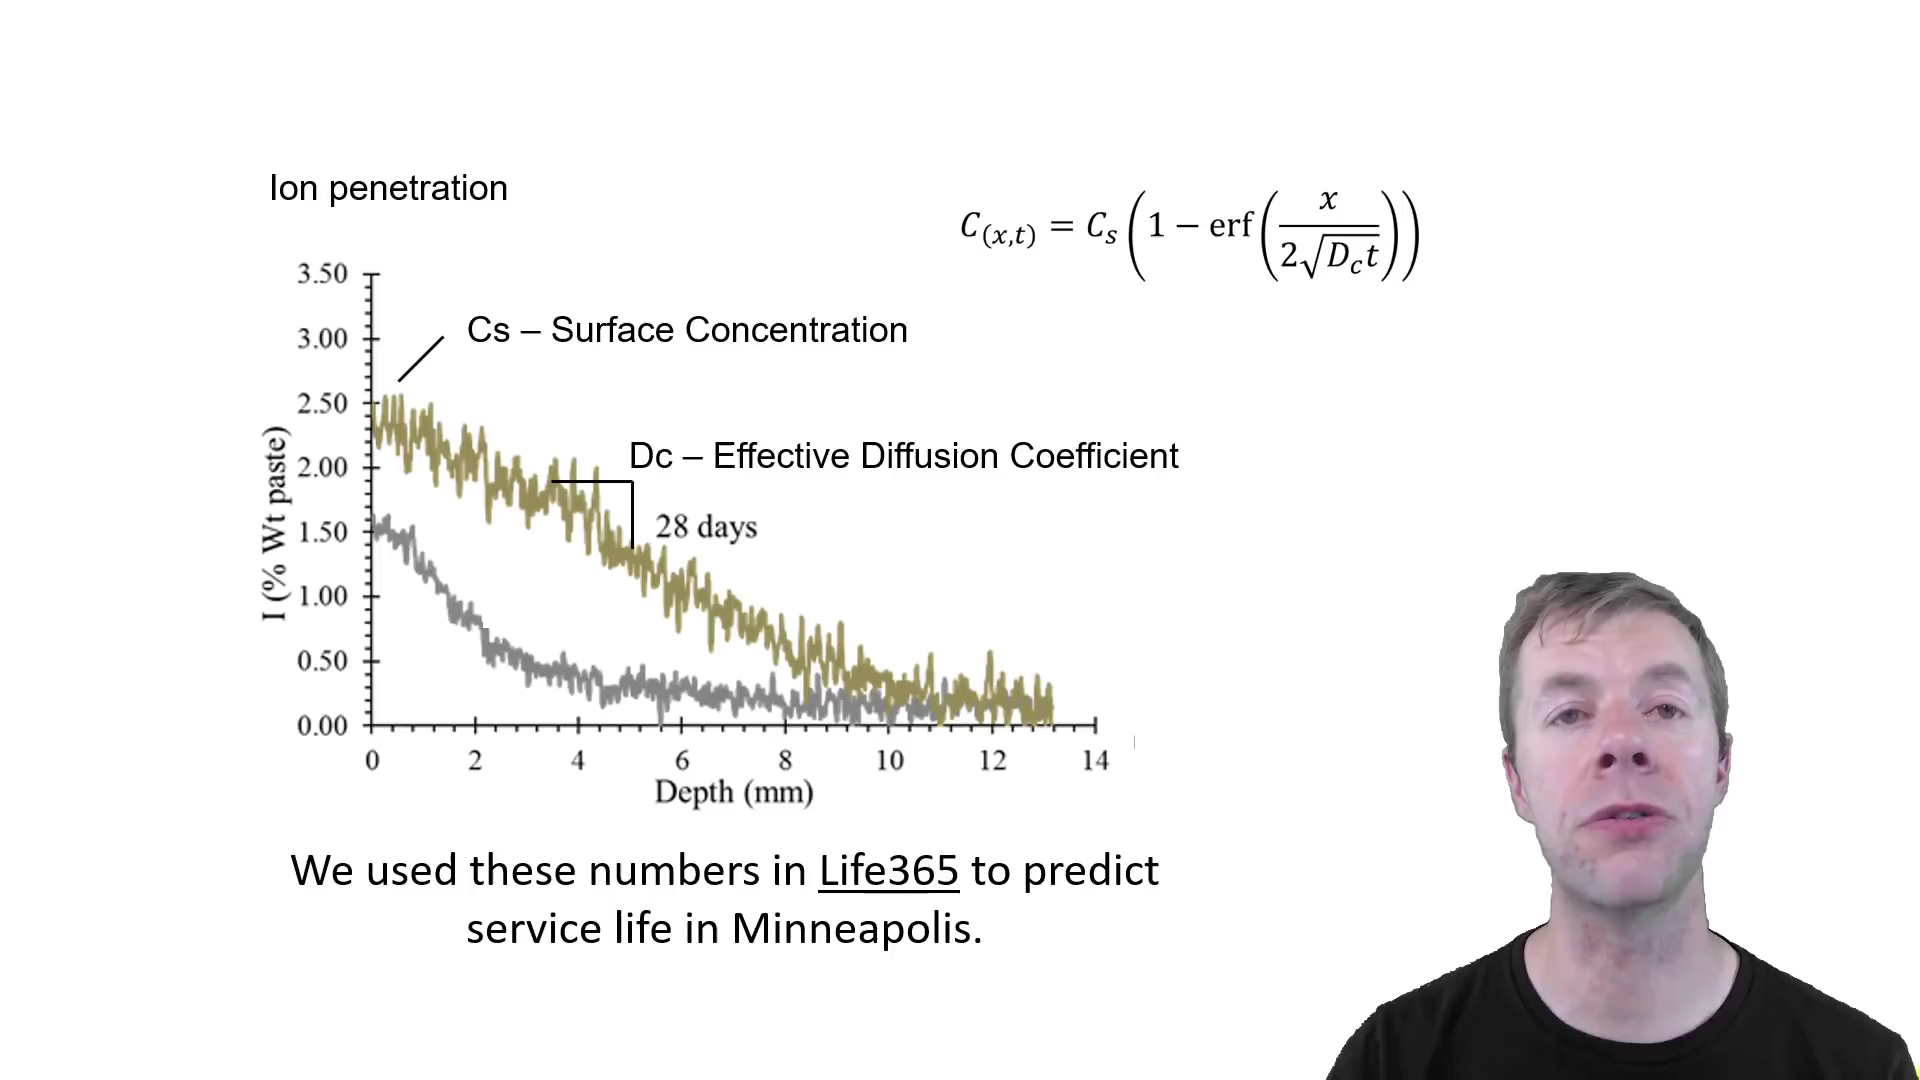 Ion penetration
C(x,t) = Cs (1 − erf (x / 2√Dc t))
3.50
Cs – Surface Concentration
3.00
2.50
Dc – Effective Diffusion Coefficient
2.00
28 days
1.50
1.00
0.50
0.00
I (% Wt paste)
0 2 4 6 8 10 12 14
Depth (mm)
We used these numbers in Life365 to predict
service life in Minneapolis.